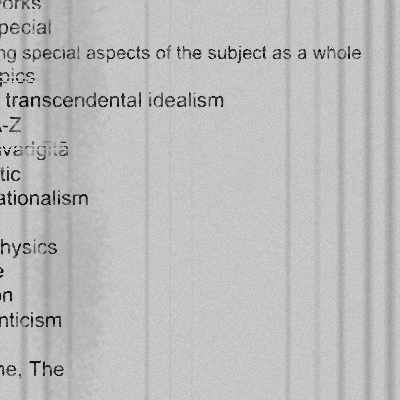 orks
pecial
ng special aspects of the subject as a whole
pics
transcendental idealism
A-Z
vadgītā
tic
ationalism
hysics
e
on
nticism
ne, The